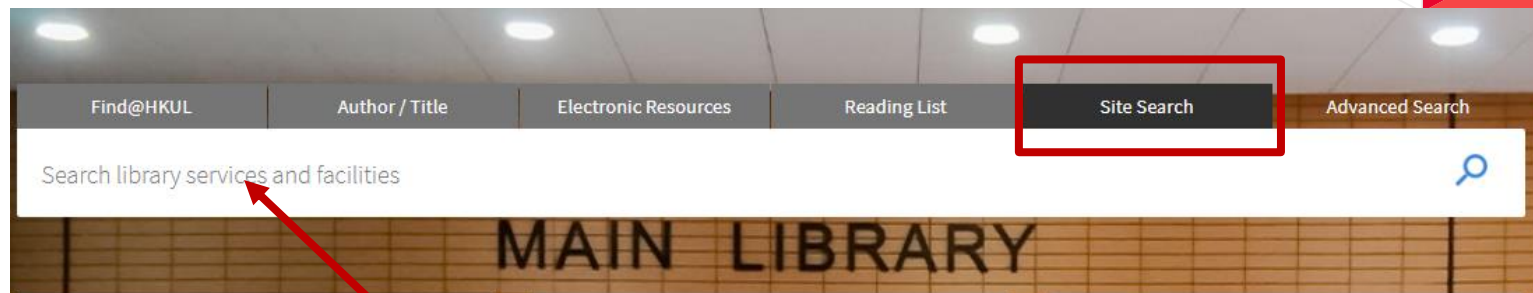 Find@HKUL Author / Title Electronic Resources Reading List Site Search Advanced Search
Search library services and facilities
MAIN LIBRARY